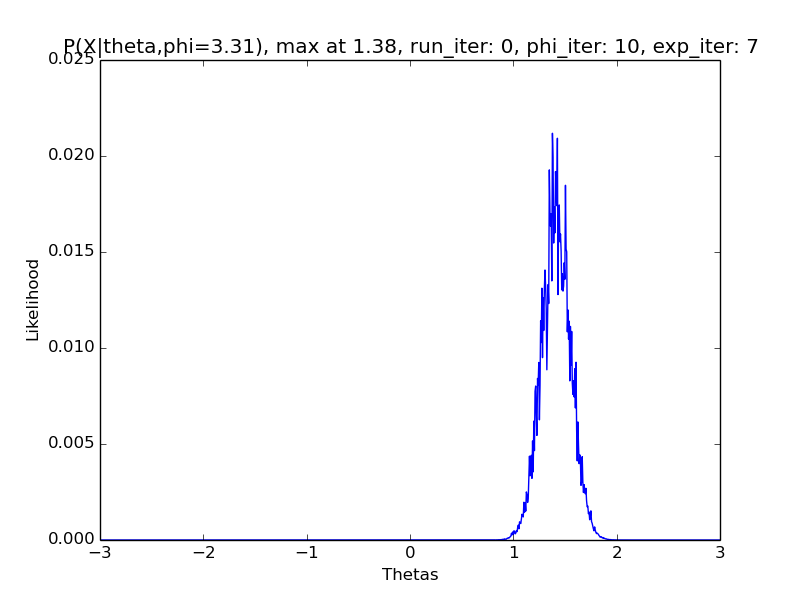 P(X|theta,phi=3.31), max at 1.38, run_iter: 0, phi_iter: 10, exp_iter: 7
0.025
0.020
0.015
0.010
0.005
0.000
Likelihood
−3 −2 −1 0 1 2 3
Thetas